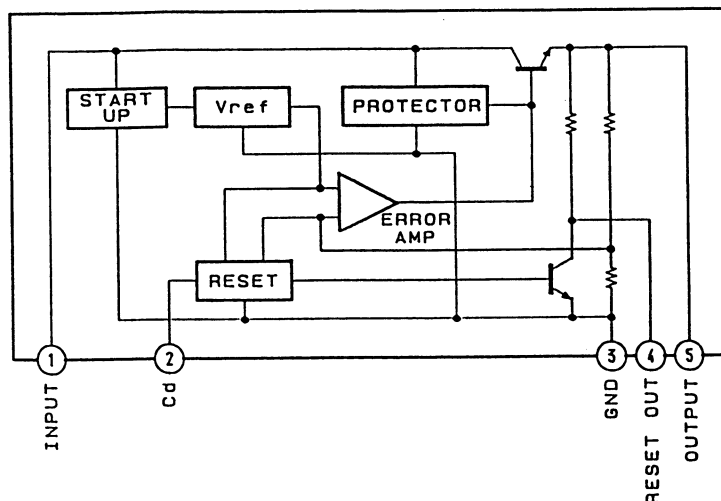 START
UP
Vref
PROTECTOR
ERROR
AMP
RESET
1
2
3
4
5
INPUT
Cd
GND
RESET OUT
OUTPUT